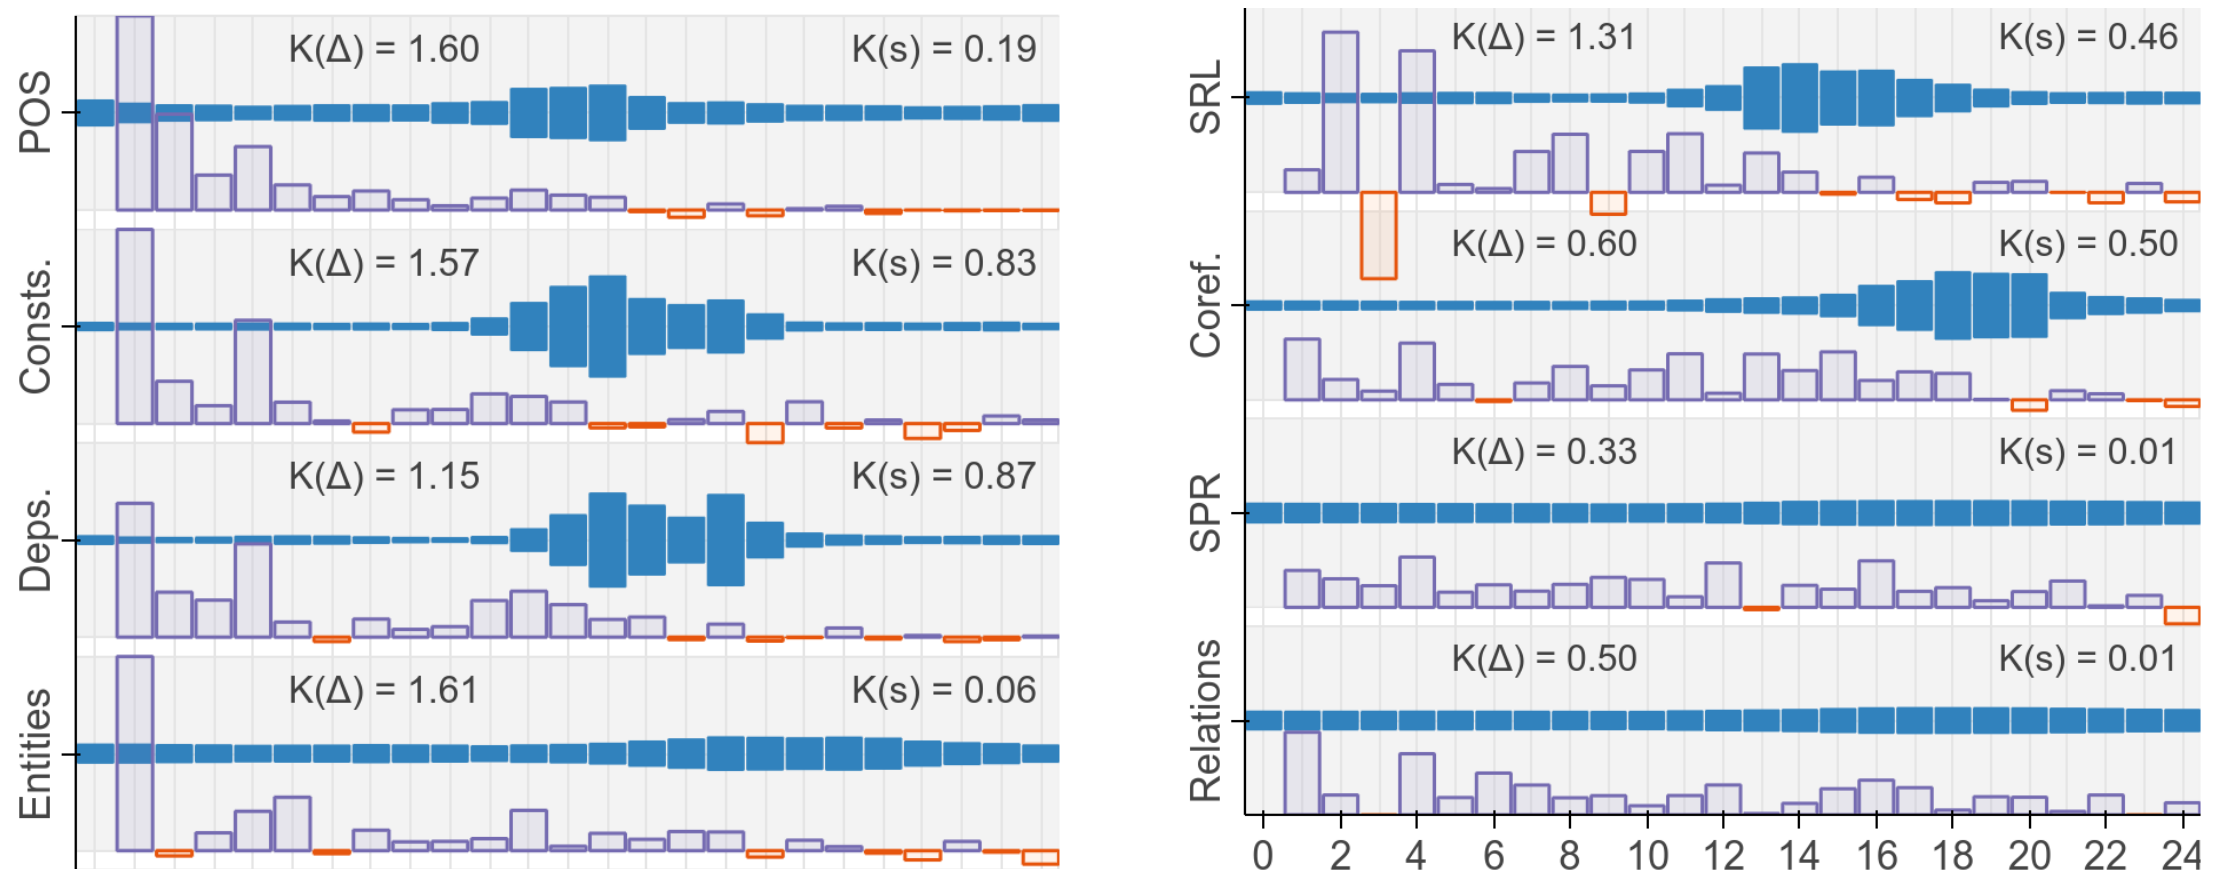 POS
K(Δ) = 1.60
K(s) = 0.19
Consts.
K(Δ) = 1.57
K(s) = 0.83
Deps.
K(Δ) = 1.15
K(s) = 0.87
Entities
K(Δ) = 1.61
K(s) = 0.06
SRL
K(Δ) = 1.31
K(s) = 0.46
Coref.
K(Δ) = 0.60
K(s) = 0.50
SPR
K(Δ) = 0.33
K(s) = 0.01
Relations
K(Δ) = 0.50
K(s) = 0.01
0 2 4 6 8 10 12 14 16 18 20 22 24